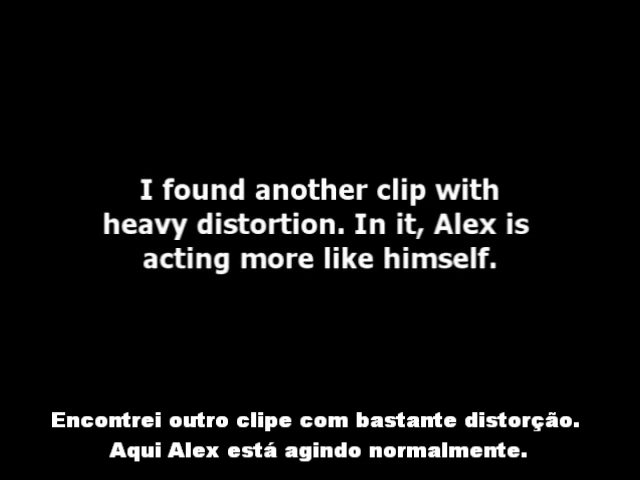 I found another clip with
heavy distortion. In it, Alex is
acting more like himself.
Encontrei outro clipe com bastante distorção.
Aqui Alex está agindo normalmente.